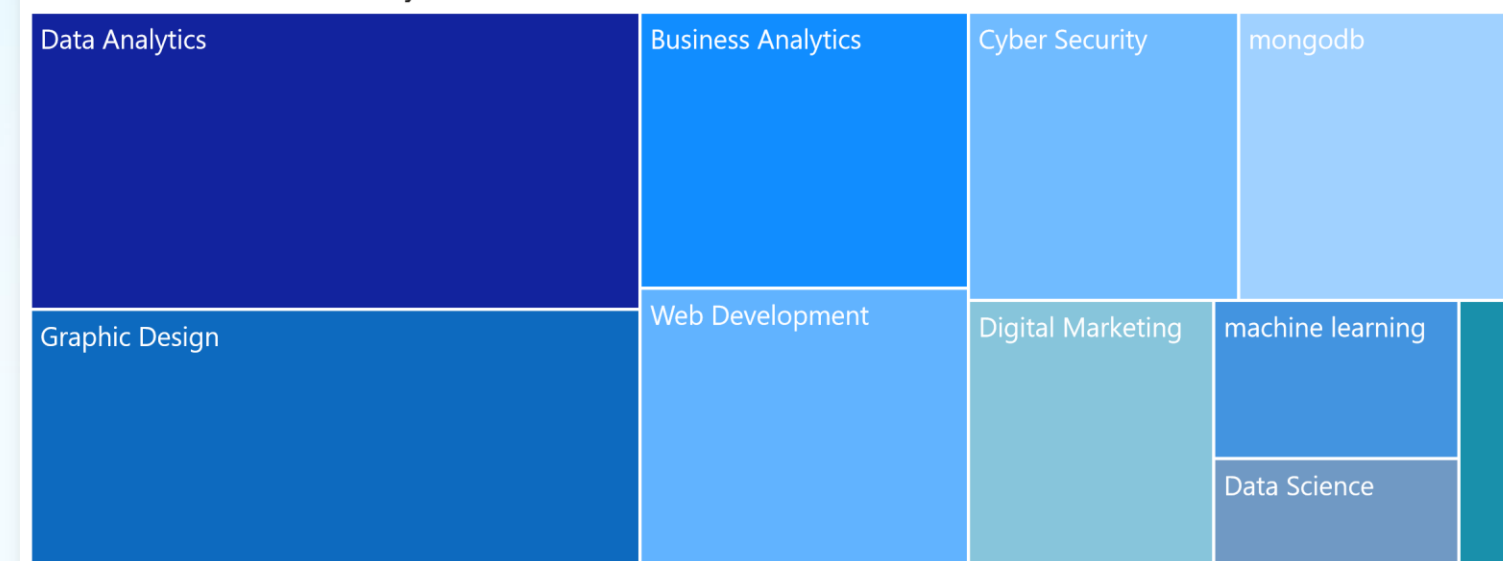 Data Analytics
Business Analytics
Cyber Security
mongodb
Graphic Design
Web Development
Digital Marketing
machine learning
Data Science